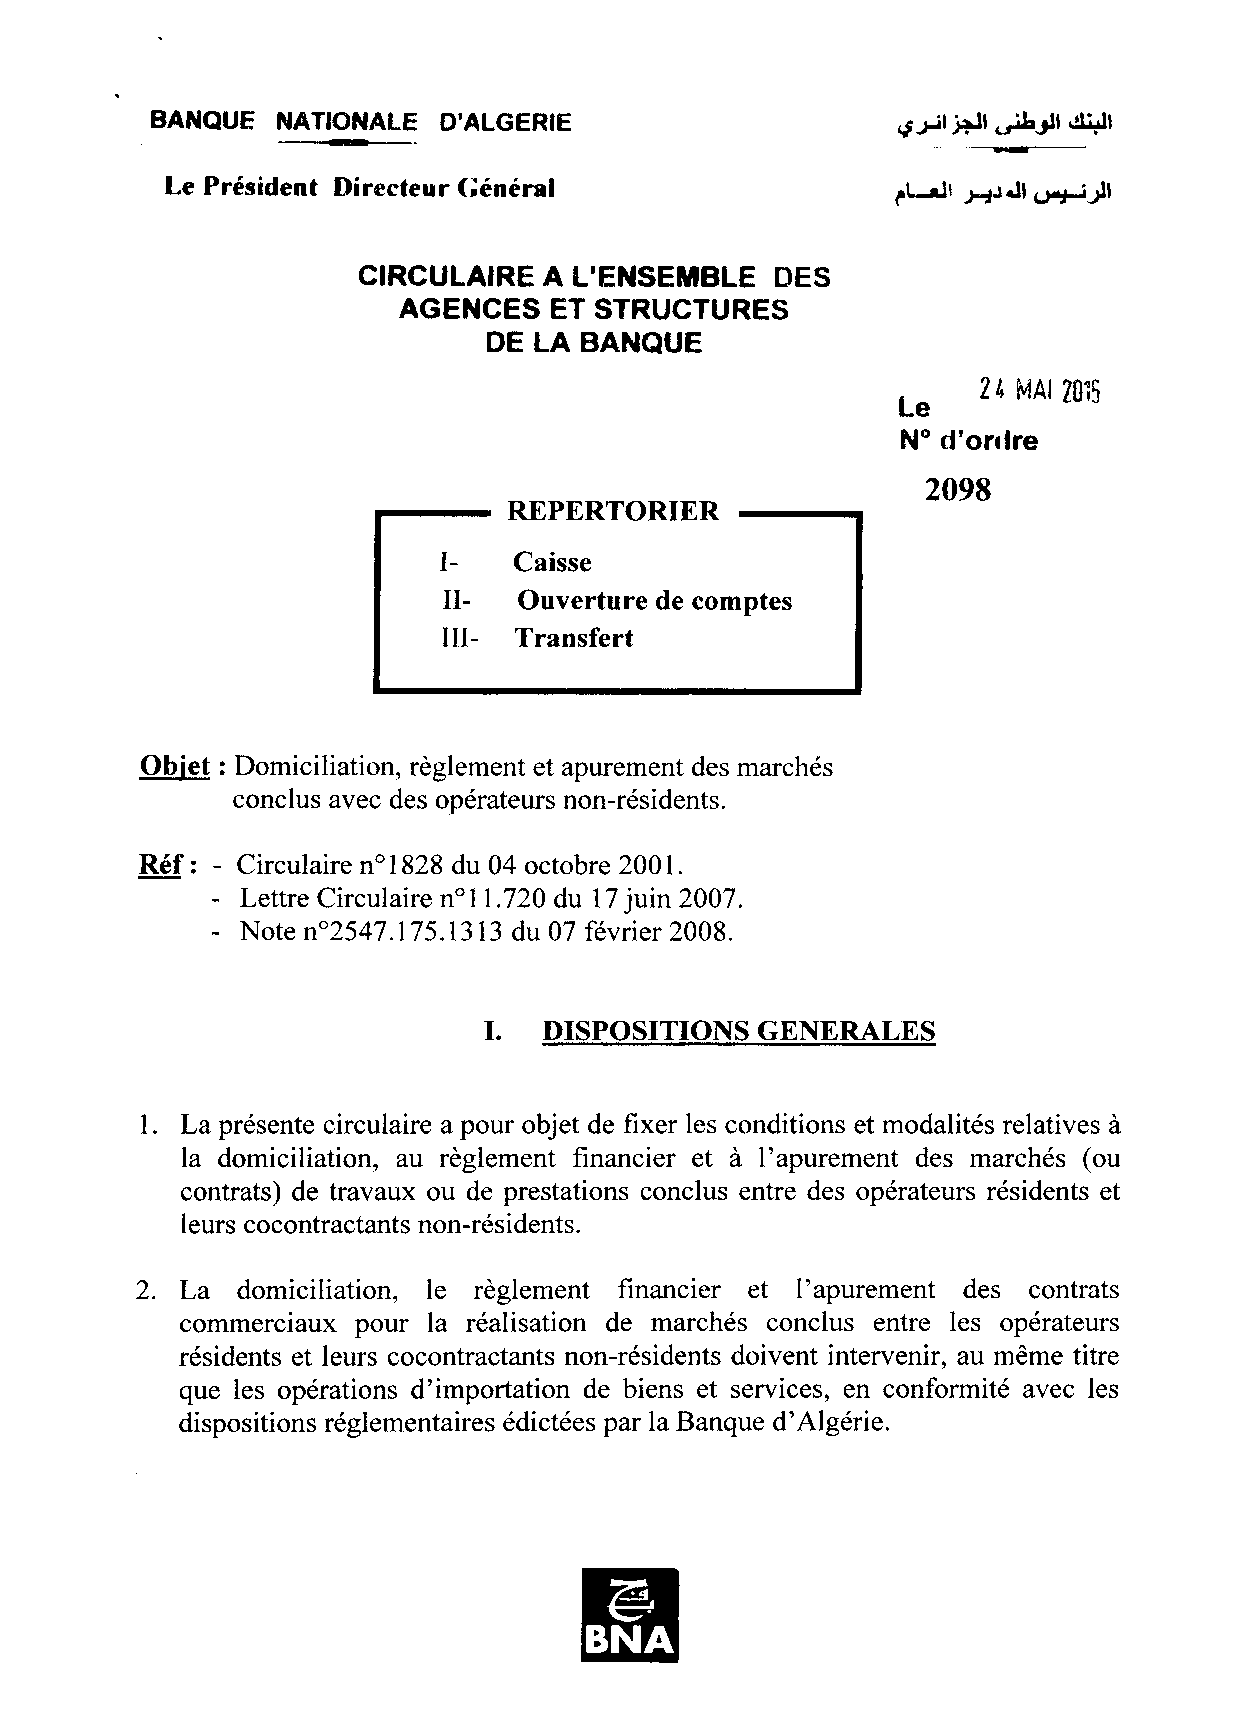 BANQUE NATIONALE D'ALGERIE
البنك الوطني الجزائري
Le Président Directeur Général
الرئيس المدير العام
CIRCULAIRE A L'ENSEMBLE DES
AGENCES ET STRUCTURES
DE LA BANQUE
24 MAI 2015
Le
N° d'ordre
2098
REPERTORIER
I- Caisse
II- Ouverture de comptes
III- Transfert
Objet : Domiciliation, règlement et apurement des marchés
conclus avec des opérateurs non-résidents.
Réf : - Circulaire n°1828 du 04 octobre 2001.
- Lettre Circulaire n°11.720 du 17 juin 2007.
- Note n°2547.175.1313 du 07 février 2008.
I. DISPOSITIONS GENERALES
1. La présente circulaire a pour objet de fixer les conditions et modalités relatives à
la domiciliation, au règlement financier et à l'apurement des marchés (ou
contrats) de travaux ou de prestations conclus entre des opérateurs résidents et
leurs cocontractants non-résidents.
2. La domiciliation, le règlement financier et l'apurement des contrats
commerciaux pour la réalisation de marchés conclus entre les opérateurs
résidents et leurs cocontractants non-résidents doivent intervenir, au même titre
que les opérations d'importation de biens et services, en conformité avec les
dispositions réglementaires édictées par la Banque d'Algérie.
BNA